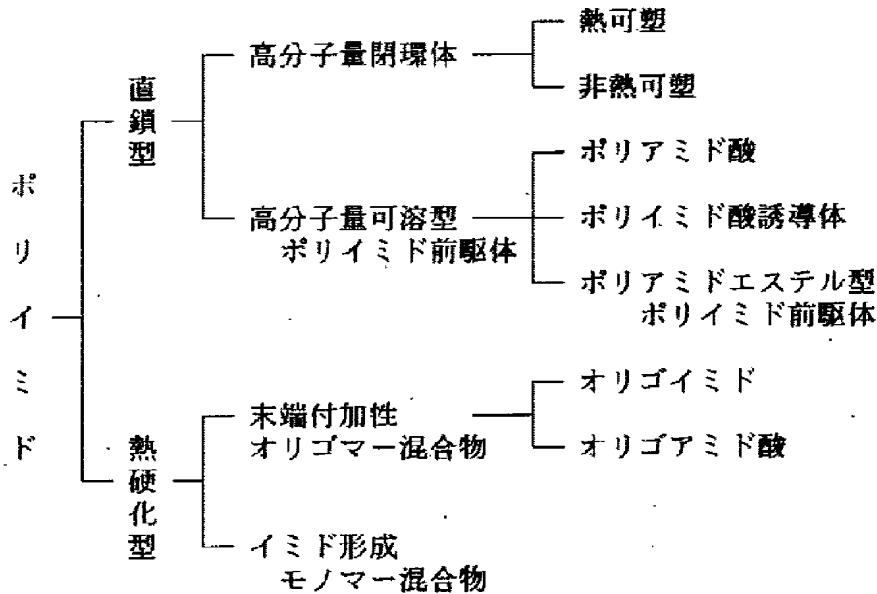 ポリイミド
直鎖型
高分子量閉環体
熱可塑
非熱可塑
高分子量可溶型
ポリイミド前駆体
ポリアミド酸
ポリイミド酸誘導体
ポリアミドエステル型
ポリイミド前駆体
熱硬化型
末端付加性
オリゴマー混合物
オリゴイミド
オリゴアミド酸
イミド形成
モノマー混合物